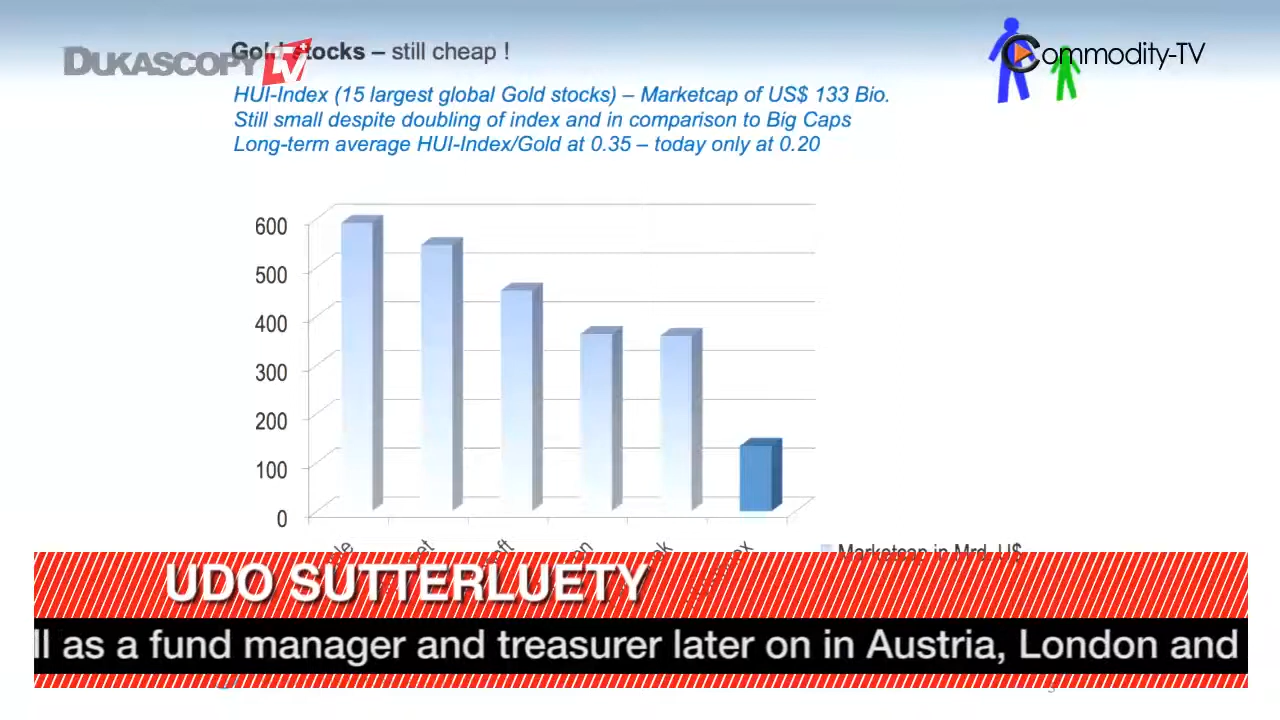 DUKASCOPY TV
Gold stocks – still cheap !
Commodity-TV
HUI-Index (15 largest global Gold stocks) – Marketcap of US$ 133 Bio.
Still small despite doubling of index and in comparison to Big Caps
Long-term average HUI-Index/Gold at 0.35 – today only at 0.20
600
500
400
300
200
100
0
Marketcap in Mrd. U$
UDO SUTTERLUETY
ll as a fund manager and treasurer later on in Austria, London and